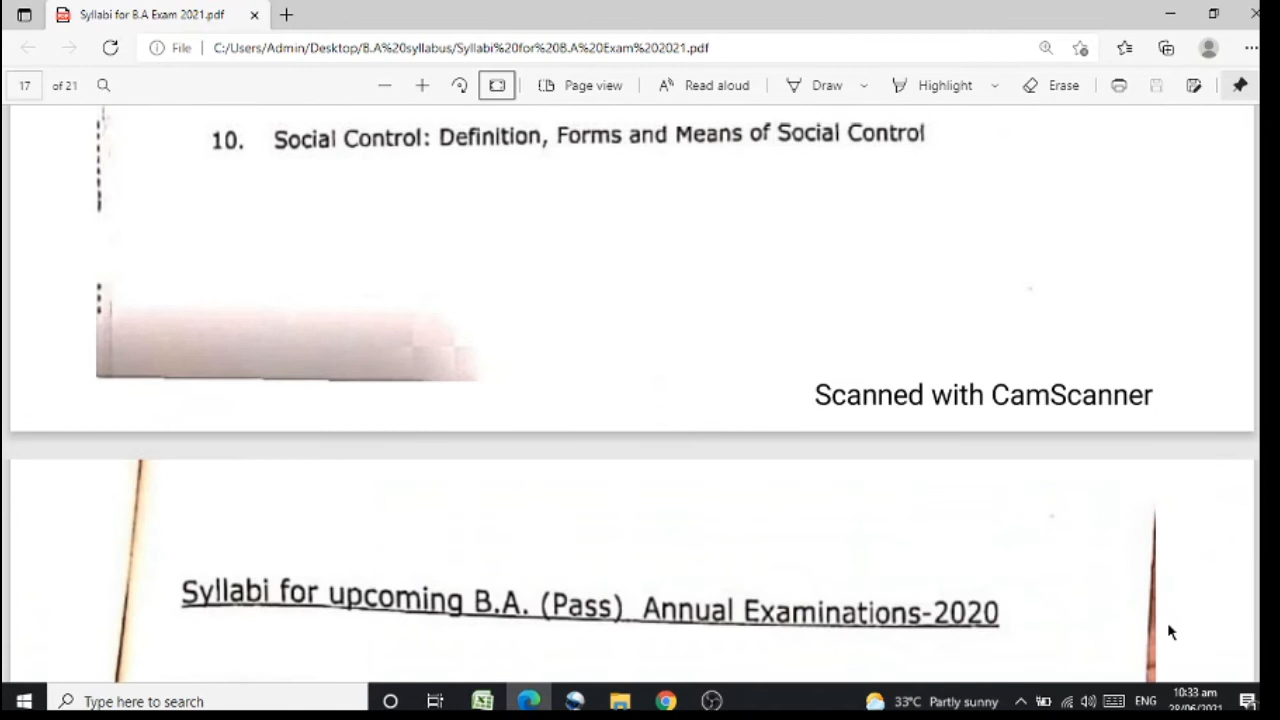 Syllabi for B.A Exam 2021.pdf
File C:/Users/Admin/Desktop/B.A%20syllabus/Syllabi%20for%20B.A%20Exam%202021.pdf
17 of 21 Page view Read aloud Draw Highlight Erase
10. Social Control: Definition, Forms and Means of Social Control
Scanned with CamScanner
Syllabi for upcoming B.A. (Pass) Annual Examinations-2020
Type here to search 33°C Partly sunny ENG 10:33 am
28/06/2021